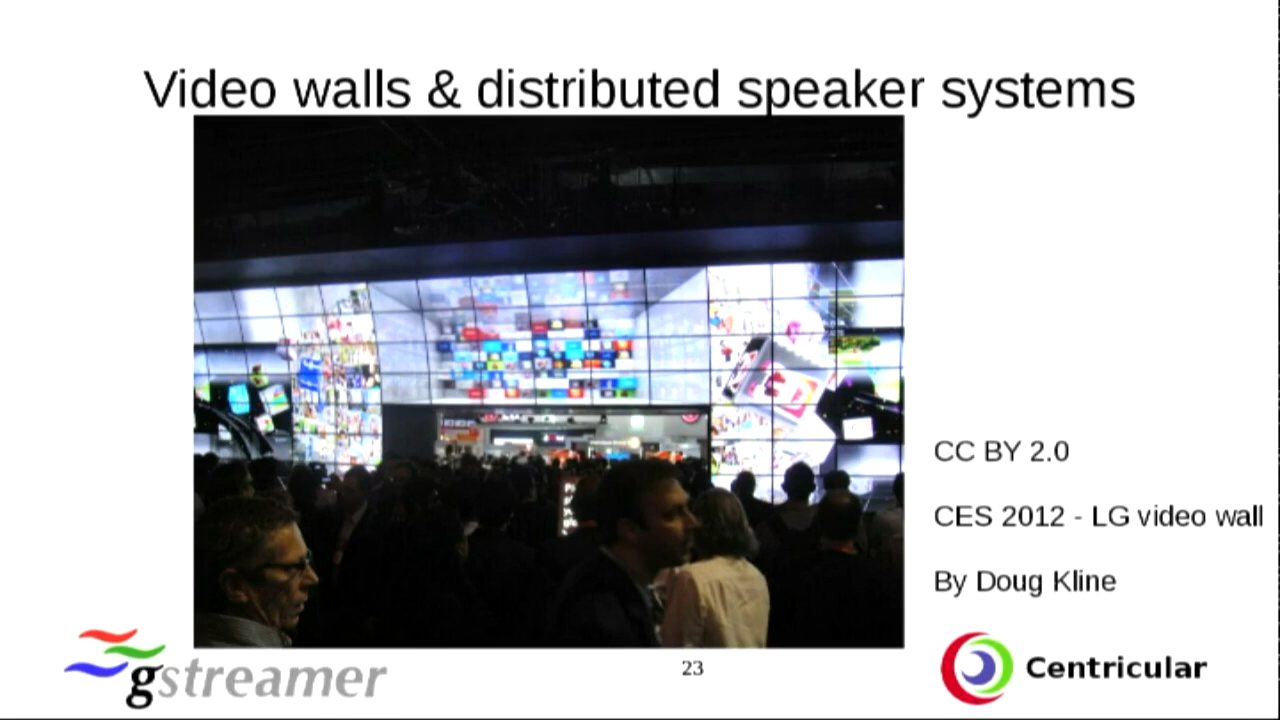 Video walls & distributed speaker systems
CC BY 2.0
CES 2012 - LG video wall
By Doug Kline
gstreamer
23
Centricular